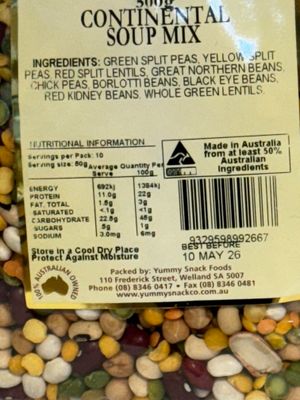 500g
CONTINENTAL
SOUP MIX
INGREDIENTS: GREEN SPLIT PEAS, YELLOW SPLIT
PEAS, RED SPLIT LENTILS, GREAT NORTHERN BEANS,
CHICK PEAS, BORLOTTI BEANS, BLACK EYE BEANS,
RED KIDNEY BEANS, WHOLE GREEN LENTILS.
NUTRITIONAL INFORMATION
Servings per Pack: 10
Serving size: 50g Average Quantity Per
Serve 100g
ENERGY 692kj 1384kj
PROTEIN 11.0g 22g
FAT, TOTAL 1.5g 3g
SATURATED <.1g <1g
CARBOHYDRATE 22.5g 45g
SUGARS .5g 1g
SODIUM 3.0mg 6mg
Made in Australia
from at least 50%
Australian
Ingredients
9329598992667
Store in a Cool Dry Place
Protect Against Moisture
BEST BEFORE
10 MAY 26
100% AUSTRALIAN OWNED
Packed by: Yummy Snack Foods
110 Frederick Street, Welland SA 5007
Phone (08) 8346 0417 • Fax (08) 8346 0481
www.yummysnackco.com.au